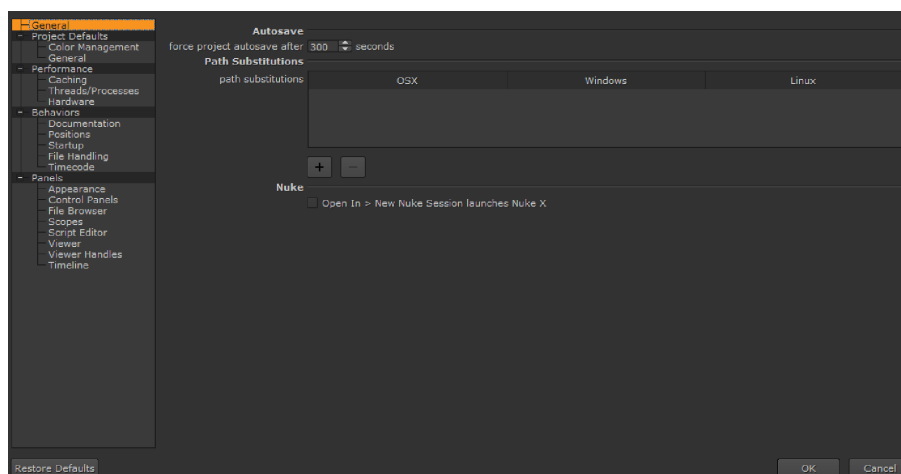 General
- Project Defaults
Color Management
General
- Performance
Caching
Threads/Processes
Hardware
- Behaviors
Documentation
Positions
Startup
File Handling
Timecode
- Panels
Appearance
Control Panels
File Browser
Scopes
Script Editor
Viewer
Viewer Handles
Timeline
Autosave
force project autosave after 300 seconds
Path Substitutions
path substitutions OSX Windows Linux
+ -
Nuke
Open In > New Nuke Session launches Nuke X
Restore Defaults OK Cancel